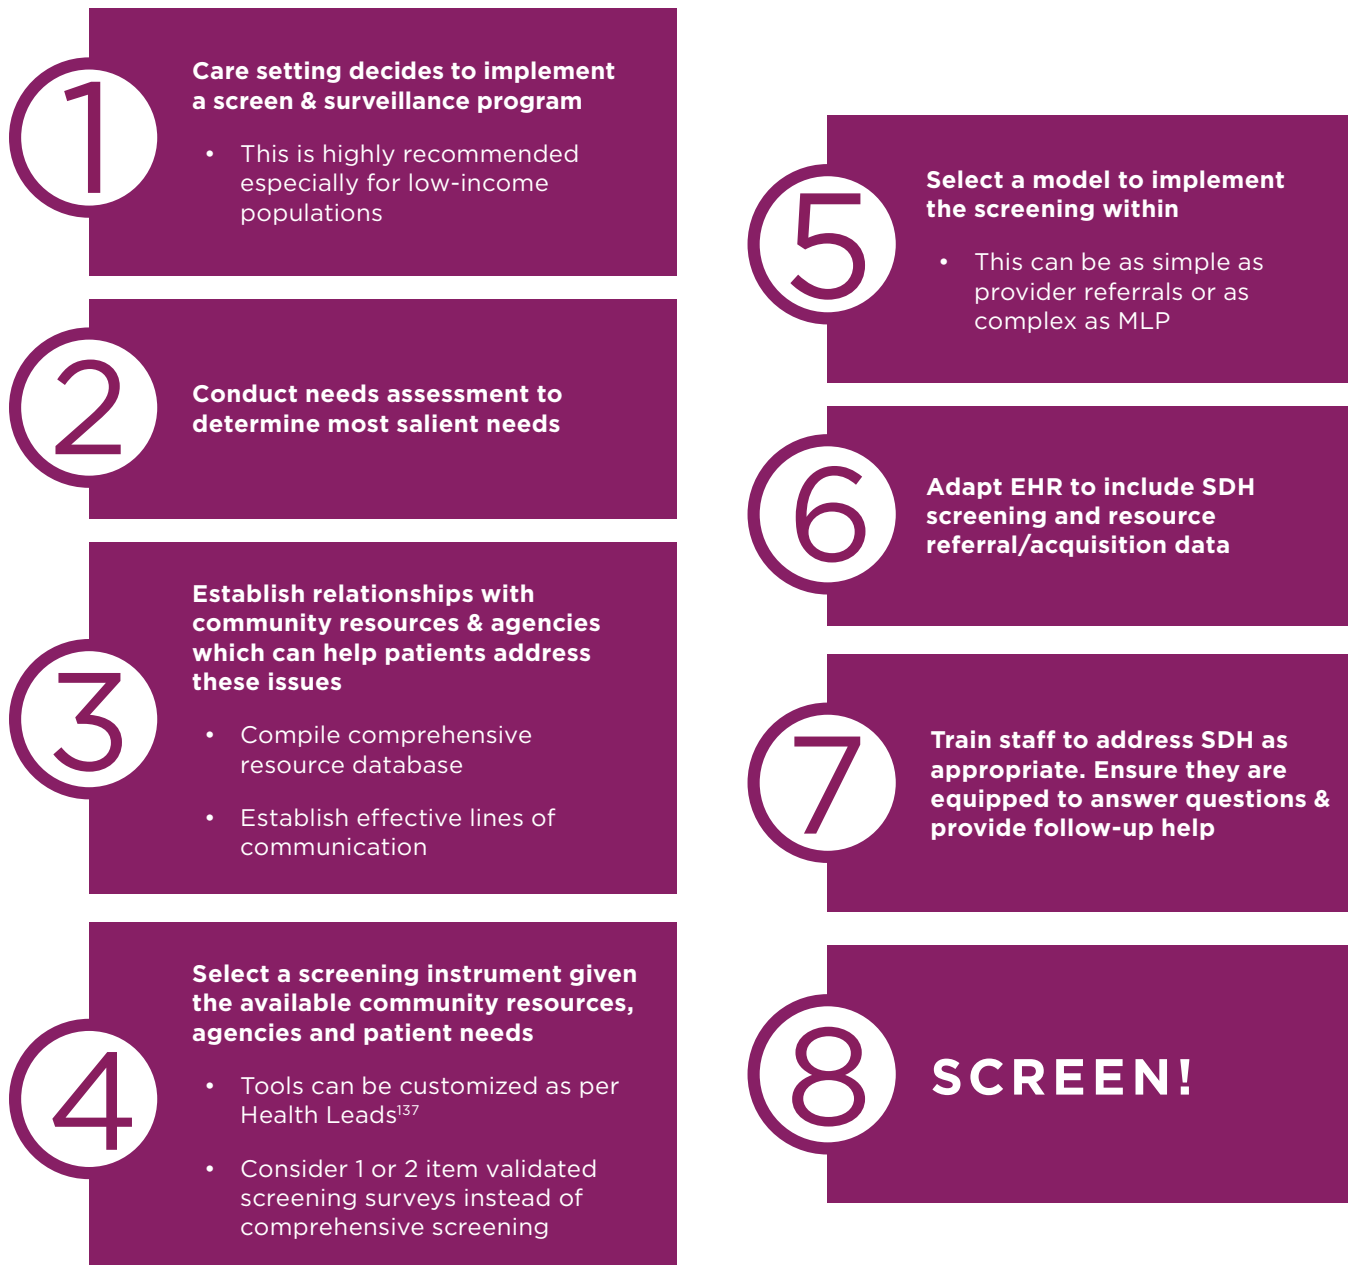 1
Care setting decides to implement
a screen & surveillance program
• This is highly recommended
especially for low-income
populations
2
Conduct needs assessment to
determine most salient needs
3
Establish relationships with
community resources & agencies
which can help patients address
these issues
• Compile comprehensive
resource database
• Establish effective lines of
communication
4
Select a screening instrument given
the available community resources,
agencies and patient needs
• Tools can be customized as per
Health Leads¹³⁷
• Consider 1 or 2 item validated
screening surveys instead of
comprehensive screening
5
Select a model to implement
the screening within
• This can be as simple as
provider referrals or as
complex as MLP
6
Adapt EHR to include SDH
screening and resource
referral/acquisition data
7
Train staff to address SDH as
appropriate. Ensure they are
equipped to answer questions &
provide follow-up help
8
SCREEN!